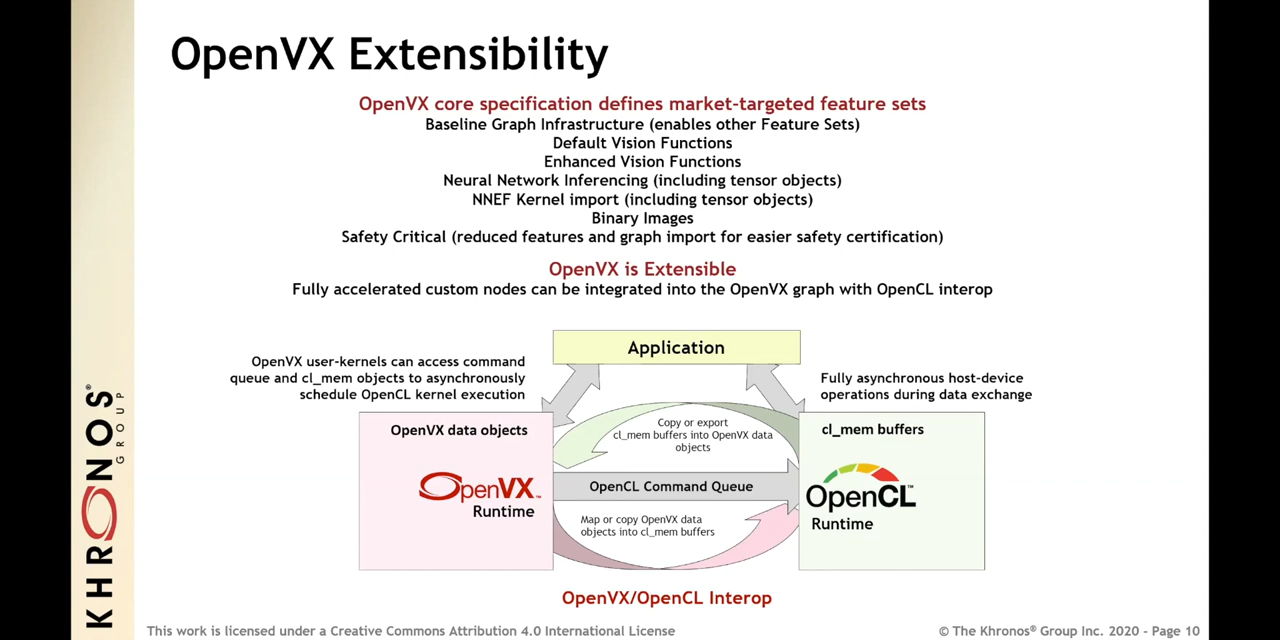 OpenVX Extensibility
OpenVX core specification defines market-targeted feature sets
Baseline Graph Infrastructure (enables other Feature Sets)
Default Vision Functions
Enhanced Vision Functions
Neural Network Inferencing (including tensor objects)
NNEF Kernel import (including tensor objects)
Binary Images
Safety Critical (reduced features and graph import for easier safety certification)
OpenVX is Extensible
Fully accelerated custom nodes can be integrated into the OpenVX graph with OpenCL interop
Application
OpenVX user-kernels can access command
queue and cl_mem objects to asynchronously
schedule OpenCL kernel execution
Fully asynchronous host-device
operations during data exchange
OpenVX data objects
OpenVX™
Runtime
Copy or export
cl_mem buffers into OpenVX data
objects
OpenCL Command Queue
Map or copy OpenVX data
objects into cl_mem buffers
cl_mem buffers
OpenCL™
Runtime
OpenVX/OpenCL Interop
KHRONOS®
GROUP
This work is licensed under a Creative Commons Attribution 4.0 International License
© The Khronos® Group Inc. 2020 - Page 10